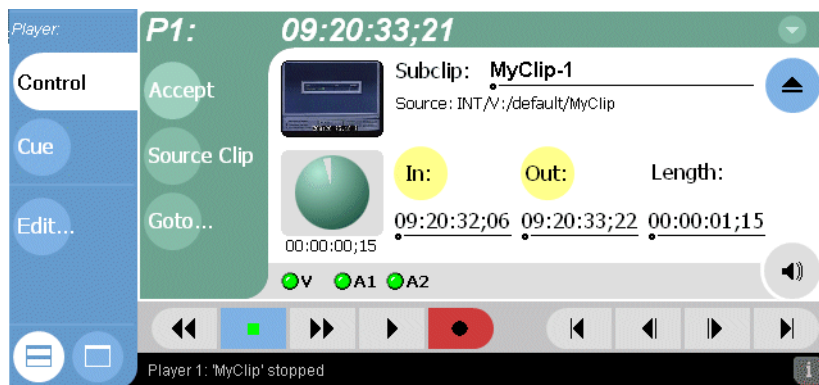 Player:
P1: 09:20:33;21
Control
Cue
Edit...
Accept
Source Clip
Goto...
Subclip: MyClip-1
Source: INT/V:/default/MyClip
In: Out: Length:
09:20:32;06 09:20:33;22 00:00:01;15
00:00:00;15
V A1 A2
Player 1: 'MyClip' stopped
i